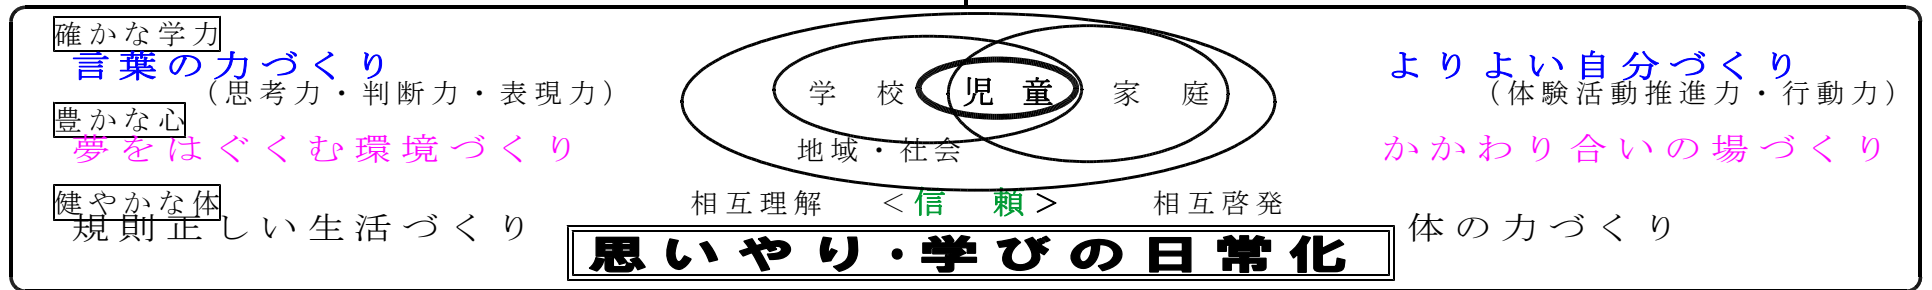 確かな学力
言葉の力づくり
（思考力・判断力・表現力）
豊かな心
夢をはぐくむ環境づくり
健やかな体
規則正しい生活づくり
学校 児童 家庭
地域・社会
相互理解 ＜信頼＞ 相互啓発
思いやり・学びの日常化
よりよい自分づくり
（体験活動推進力・行動力）
かかわり合いの場づくり
体の力づくり